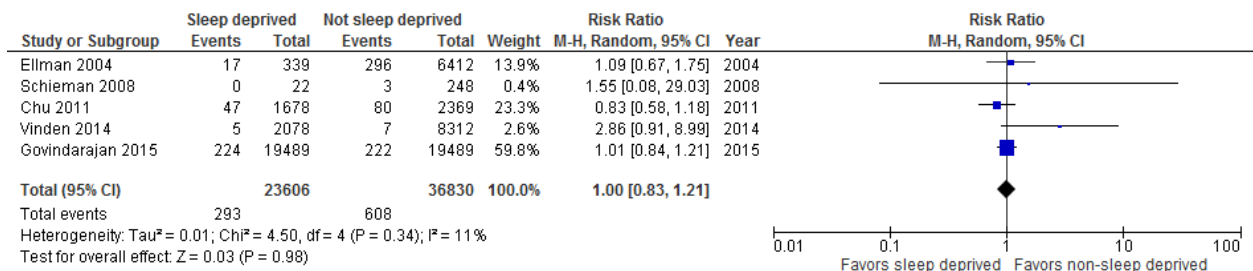 Sleep deprived Not sleep deprived Risk Ratio Risk Ratio
Study or Subgroup Events Total Events Total Weight M-H, Random, 95% CI Year M-H, Random, 95% CI
Ellman 2004 17 339 296 6412 13.9% 1.09 [0.67, 1.75] 2004
Schieman 2008 0 22 3 248 0.4% 1.55 [0.08, 29.03] 2008
Chu 2011 47 1678 80 2369 23.3% 0.83 [0.58, 1.18] 2011
Vinden 2014 5 2078 7 8312 2.6% 2.86 [0.91, 8.99] 2014
Govindarajan 2015 224 19489 222 19489 59.8% 1.01 [0.84, 1.21] 2015
Total (95% CI) 23606 36830 100.0% 1.00 [0.83, 1.21]
Total events 293 608
Heterogeneity: Tau² = 0.01; Chi² = 4.50, df = 4 (P = 0.34); I² = 11%
Test for overall effect: Z = 0.03 (P = 0.98)
0.01 0.1 1 10 100
Favors sleep deprived Favors non-sleep deprived